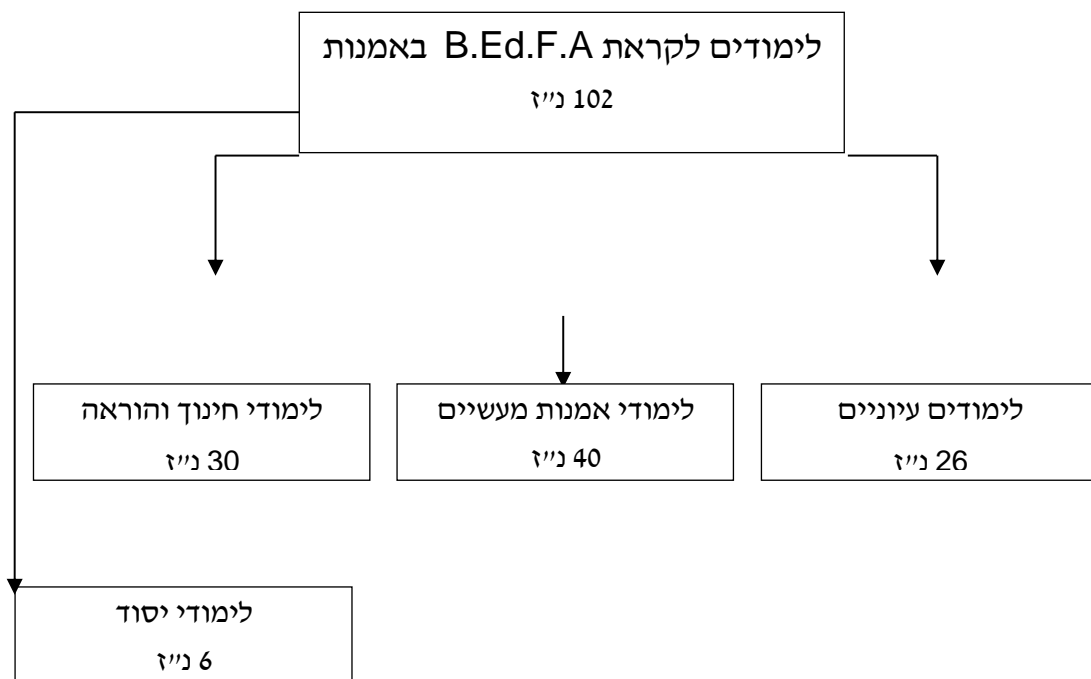 לימודים לקראת B.Ed.F.A באמנות
102 נ״ז
לימודים עיוניים
26 נ״ז
לימודי אמנות מעשיים
40 נ״ז
לימודי חינוך והוראה
30 נ״ז
לימודי יסוד
6 נ״ז